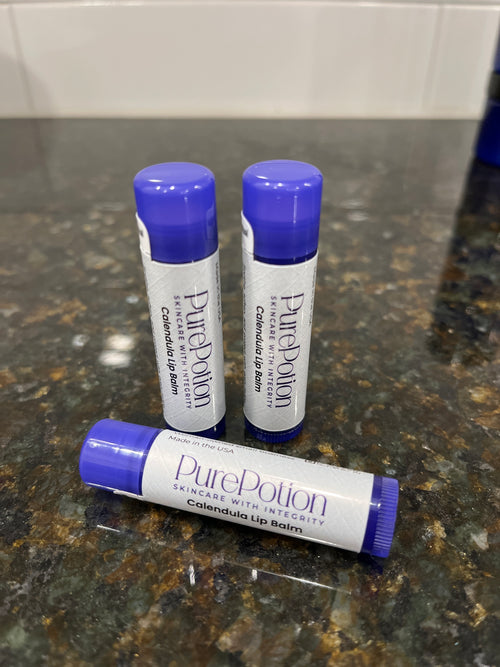 PurePotion
SKINCARE WITH INTEGRITY
Calendula Lip Balm
PurePotion
SKINCARE WITH INTEGRITY
Calendula Lip Balm
Made in the USA
PurePotion
SKINCARE WITH INTEGRITY
Calendula Lip Balm